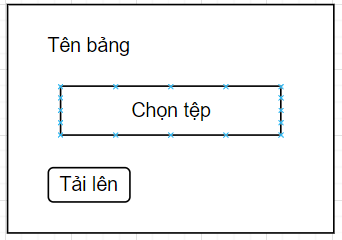 Tên bảng
Chọn tệp
Tải lên